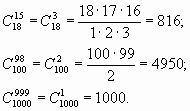 C_{18}^{15} = C_{18}^{3} = \frac{18 \cdot 17 \cdot 16}{1 \cdot 2 \cdot 3} = 816;
C_{100}^{98} = C_{100}^{2} = \frac{100 \cdot 99}{2} = 4950;
C_{1000}^{999} = C_{1000}^{1} = 1000.